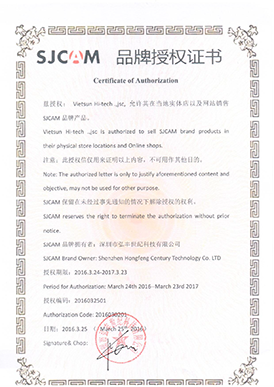 SJCAM 品牌授权证书
Certificate of Authorization
兹授权: Vietsun Hi-tech .,jsc, 允许其在当地实体店以及网站销售
SJCAM 品牌产品。
Vietsun Hi-tech .,jsc is authorized to sell SJCAM brand products in
their physical store locations and Online shops.
注: 此授权信仅用来证明以上内容, 不可用作其他目的。
Note: The authorized letter is only to justify aforementioned content and
objective, may not be used for other purpose.
SJCAM 保留在未经过事先通知的情况下删除授权的权利。
SJCAM reserves the right to terminate the authorization without prior
notice.
SJCAM 品牌拥有者: 深圳市弘丰世纪科技有限公司
SJCAM Brand Owner: Shenzhen Hongfeng Century Technology Co. LTD
授权期限: 2016.3.24-2017.3.23
Period for Authorization: March 24th 2016- March 23rd 2017
授权编码: 2016032501
Authorization Code: 2016030201
日期: 2016.3.25 ( March 25th 2016)
Signature& Chop: